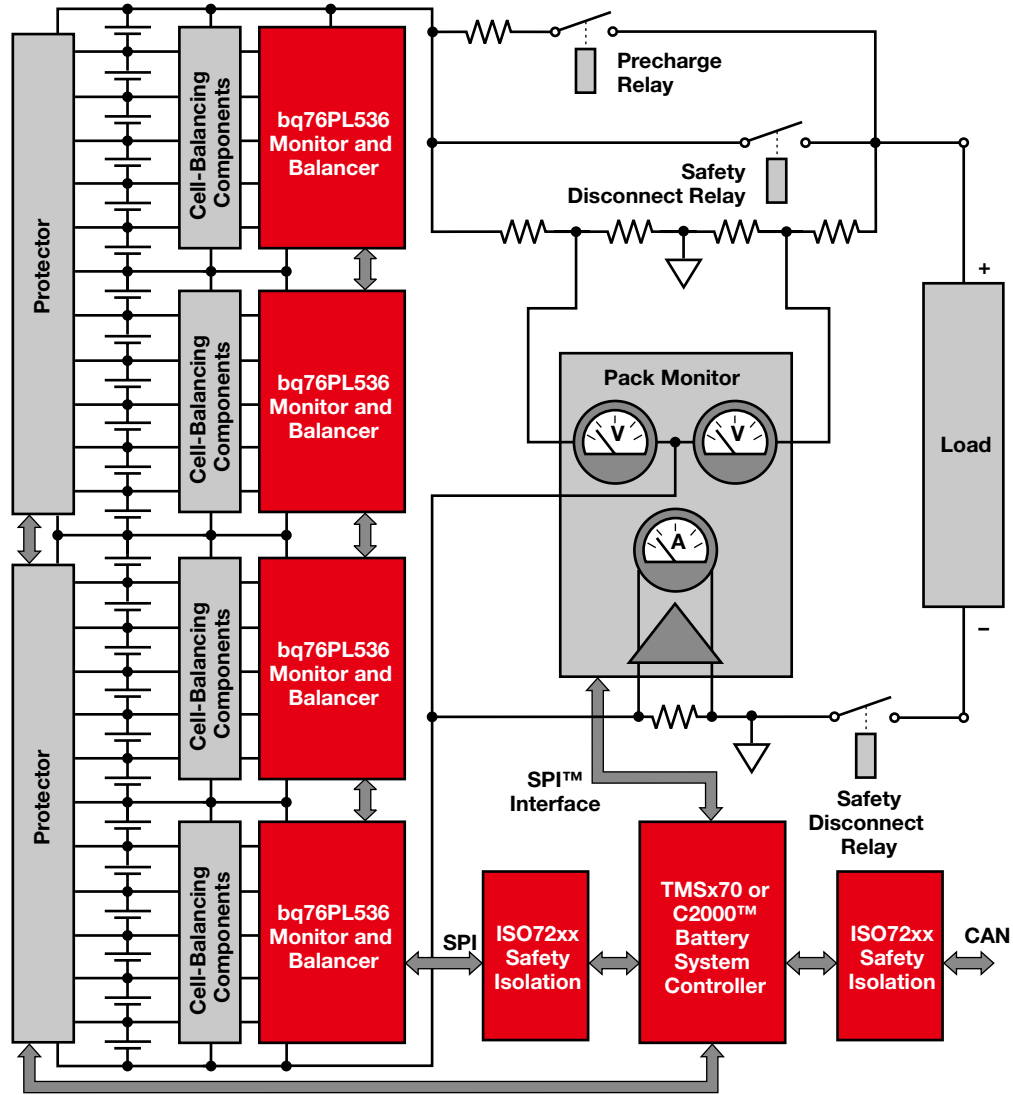 Protector
Cell-Balancing
Components
bq76PL536
Monitor and
Balancer
Precharge
Relay
Safety
Disconnect Relay
+
Load
–
Cell-Balancing
Components
bq76PL536
Monitor and
Balancer
Pack Monitor
V
V
A
Protector
Cell-Balancing
Components
bq76PL536
Monitor and
Balancer
SPI™
Interface
Safety
Disconnect
Relay
Cell-Balancing
Components
bq76PL536
Monitor and
Balancer
SPI
ISO72xx
Safety
Isolation
TMSx70 or
C2000™
Battery
System
Controller
ISO72xx
Safety
Isolation
CAN